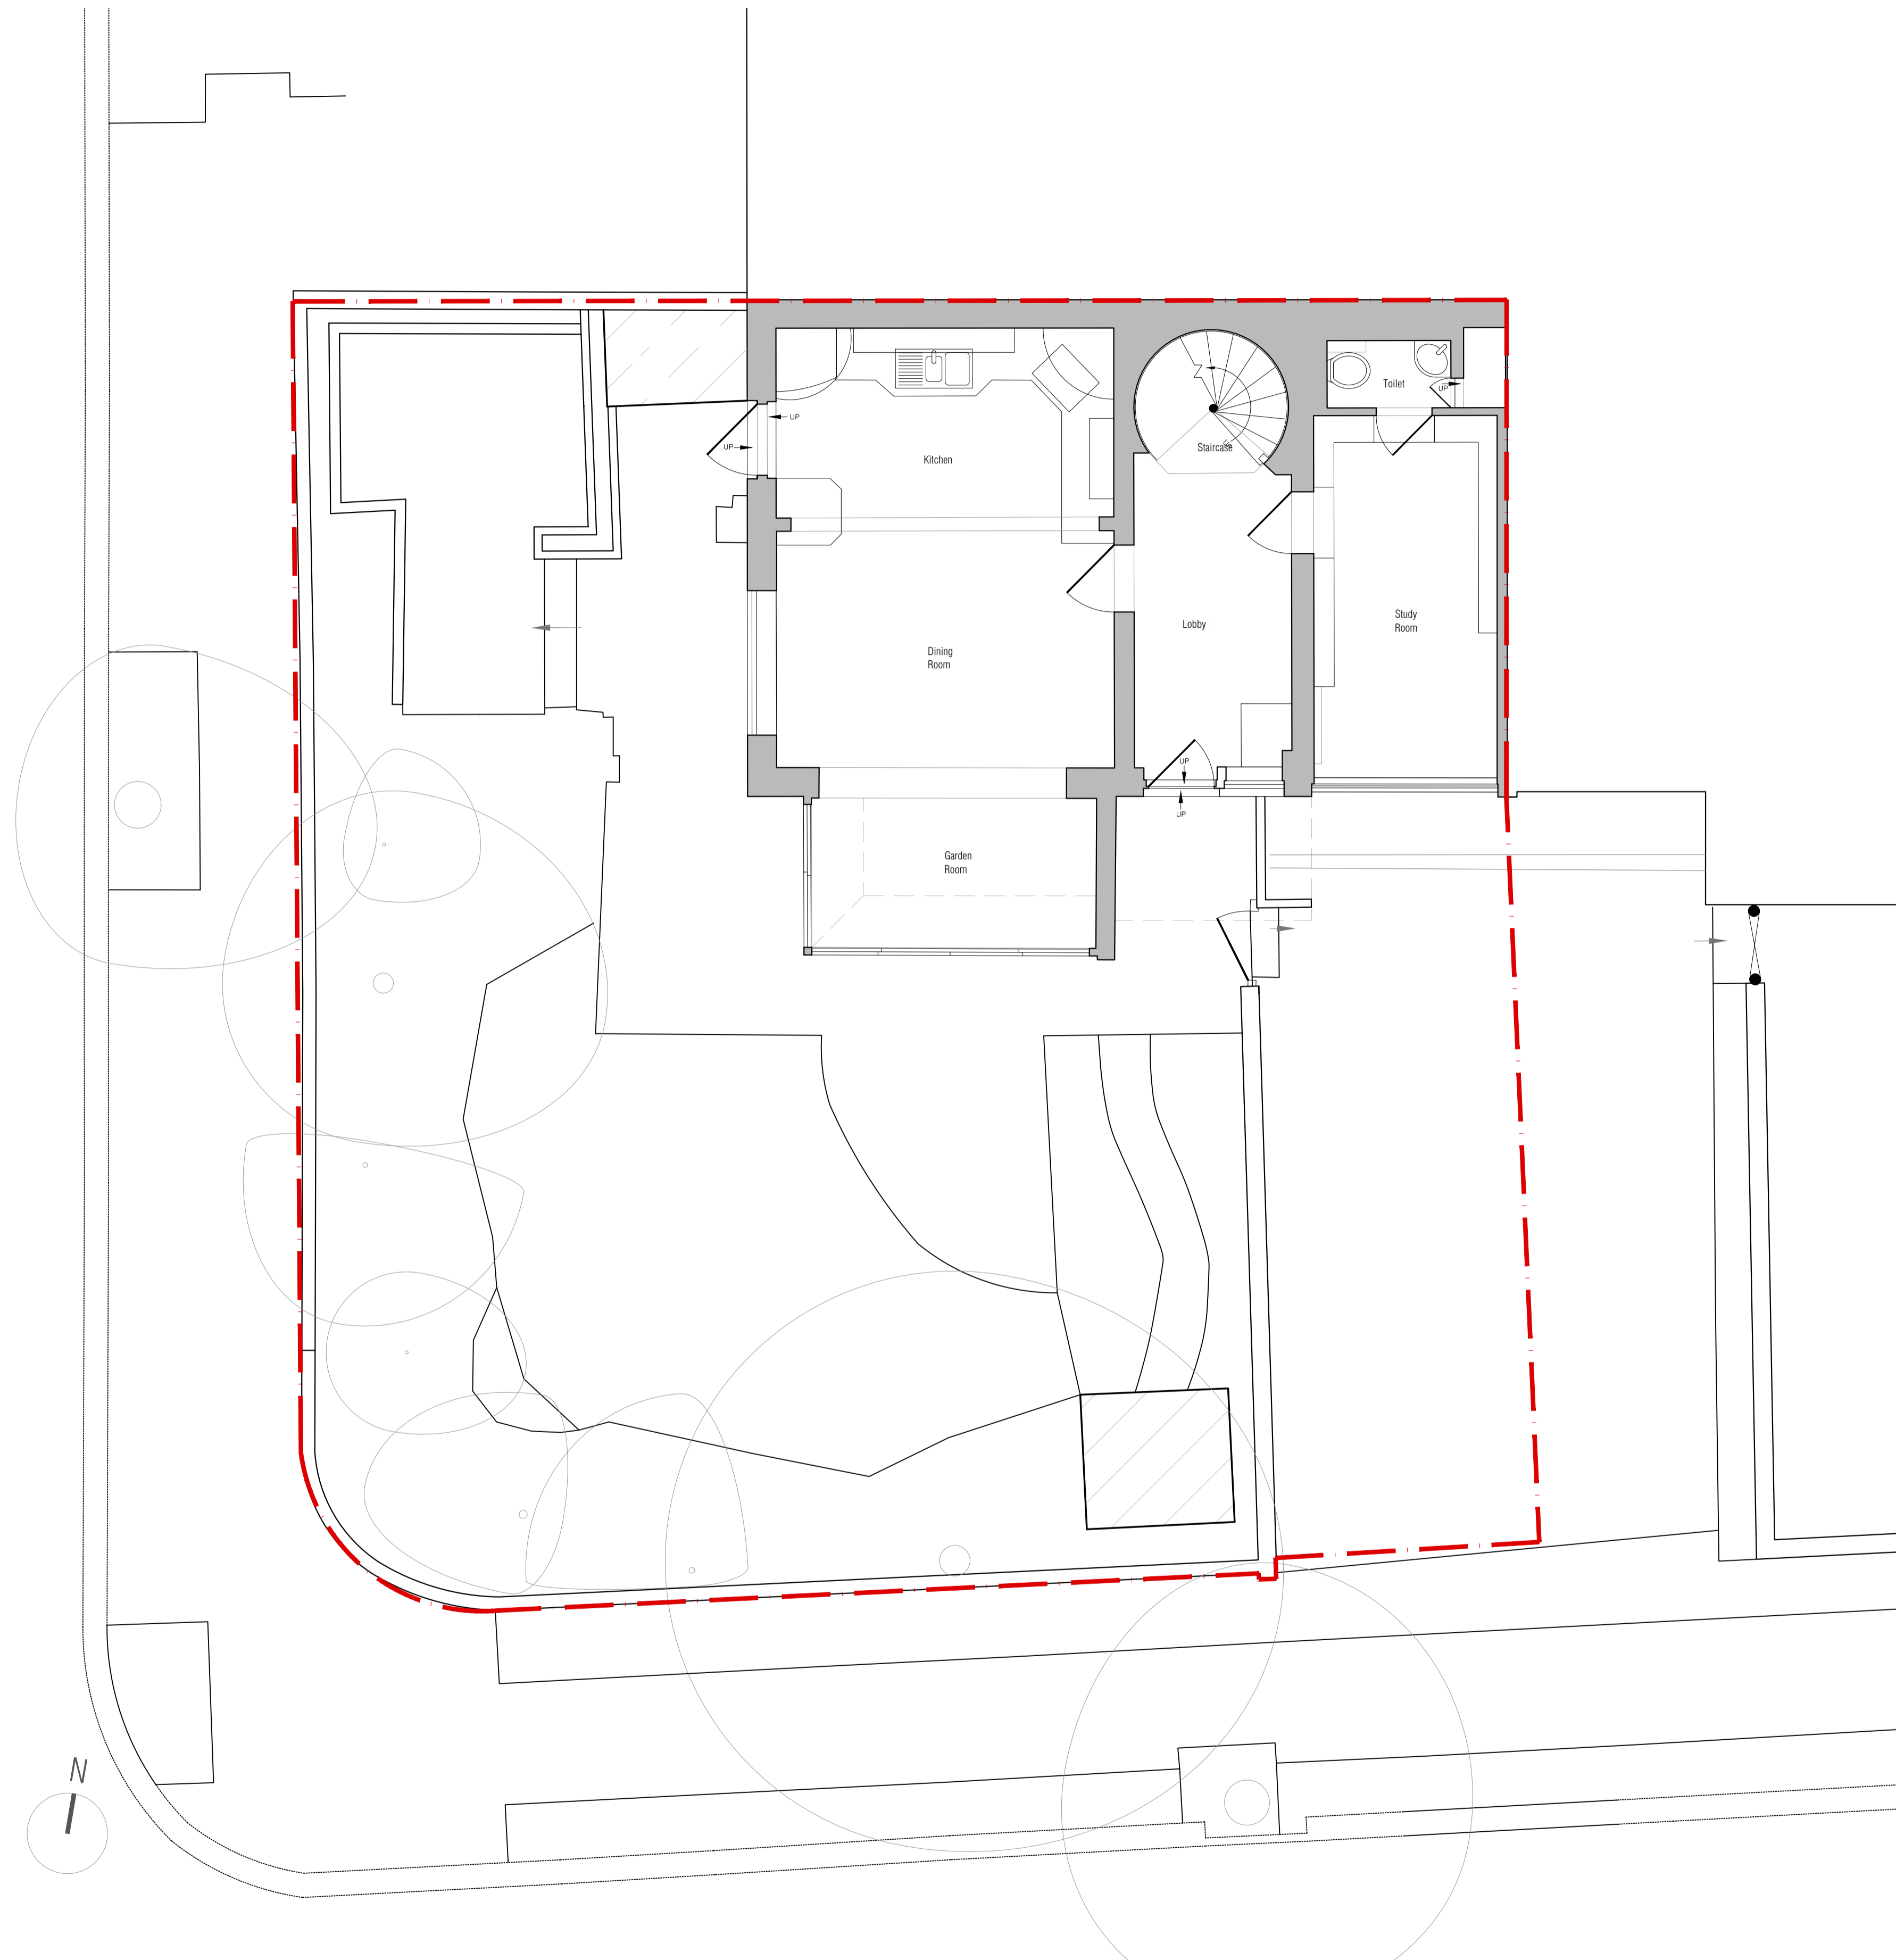 Toilet
UP
UP
UP
Staircase
Kitchen
Study
Room
Lobby
Dining
Room
UP
UP
Garden
Room
N